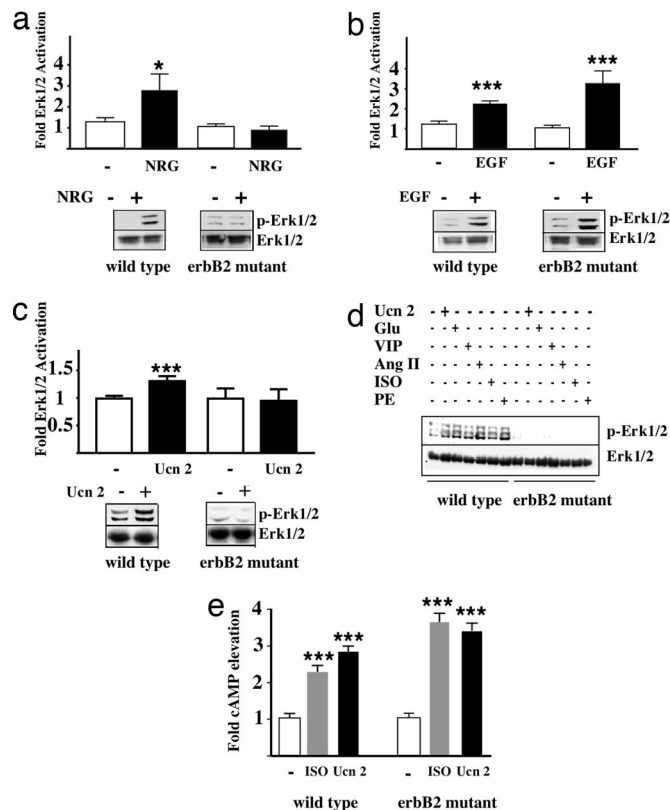 a
Fold Erk1/2 Activation
4
3
2
1
*
- NRG - NRG
NRG - + - +
p-Erk1/2
Erk1/2
wild type erbB2 mutant
b
Fold Erk1/2 Activation
4
3
2
1
*** ***
- EGF - EGF
EGF - + - +
p-Erk1/2
Erk1/2
wild type erbB2 mutant
c
Fold Erk1/2 Activation
1.5
1
0.5
***
- Ucn 2 - Ucn 2
Ucn 2 - + - +
p-Erk1/2
Erk1/2
wild type erbB2 mutant
d
Ucn 2 - + - - - - - - + - - - - -
Glu - - + - - - - - - + - - - -
VIP - - - + - - - - - - + - - -
Ang II - - - - + - - - - - - + - -
ISO - - - - - + - - - - - - + -
PE - - - - - - + - - - - - - +
p-Erk1/2
Erk1/2
wild type erbB2 mutant
e
Fold cAMP elevation
4
3
2
1
*** *** *** ***
- ISO Ucn 2 - ISO Ucn 2
wild type erbB2 mutant